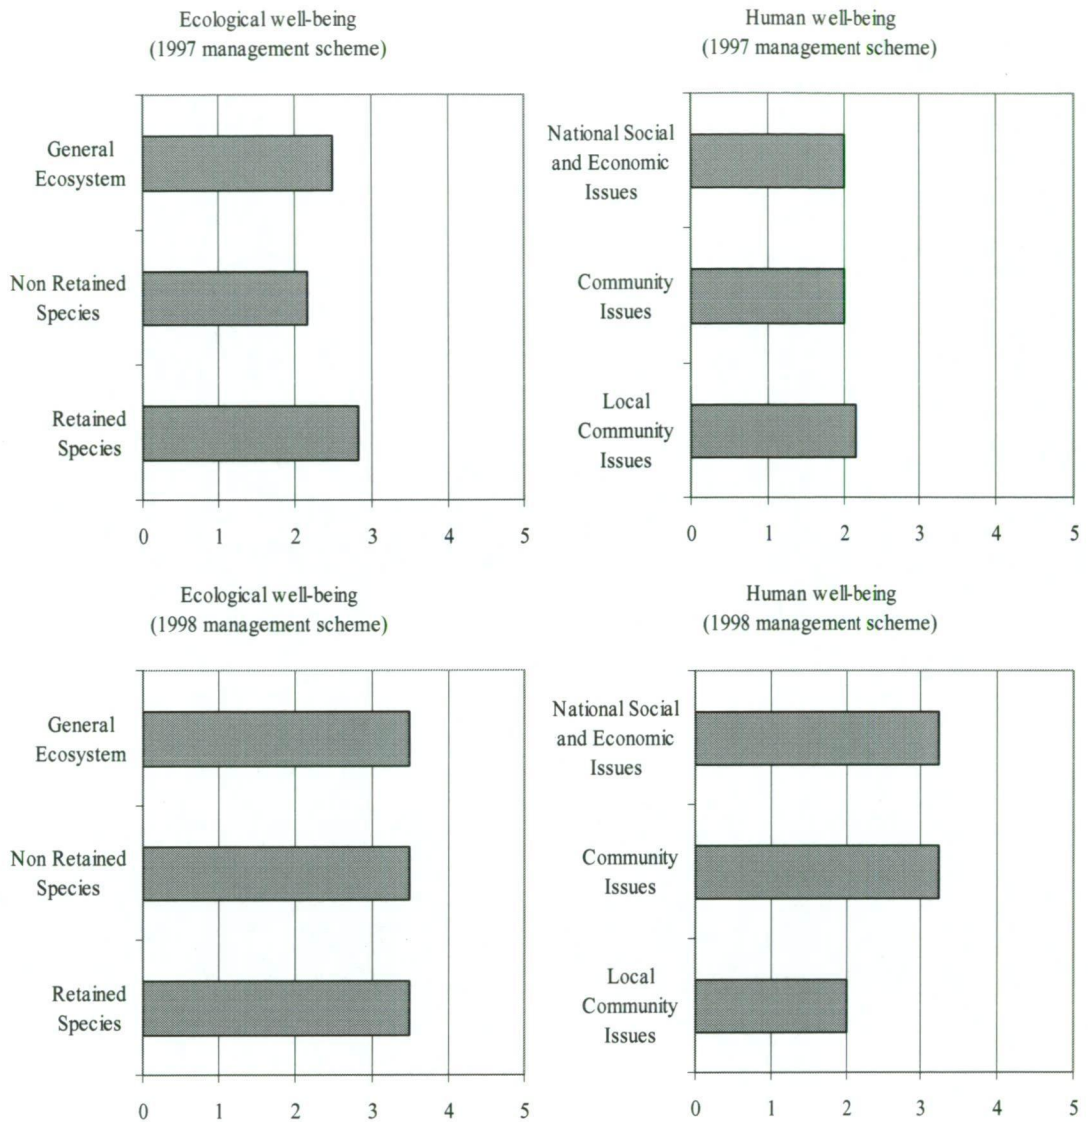 Ecological well-being
(1997 management scheme)
General
Ecosystem
Non Retained
Species
Retained
Species
0 1 2 3 4 5
Human well-being
(1997 management scheme)
National Social
and Economic
Issues
Community
Issues
Local
Community
Issues
0 1 2 3 4 5
Ecological well-being
(1998 management scheme)
General
Ecosystem
Non Retained
Species
Retained
Species
0 1 2 3 4 5
Human well-being
(1998 management scheme)
National Social
and Economic
Issues
Community
Issues
Local
Community
Issues
0 1 2 3 4 5